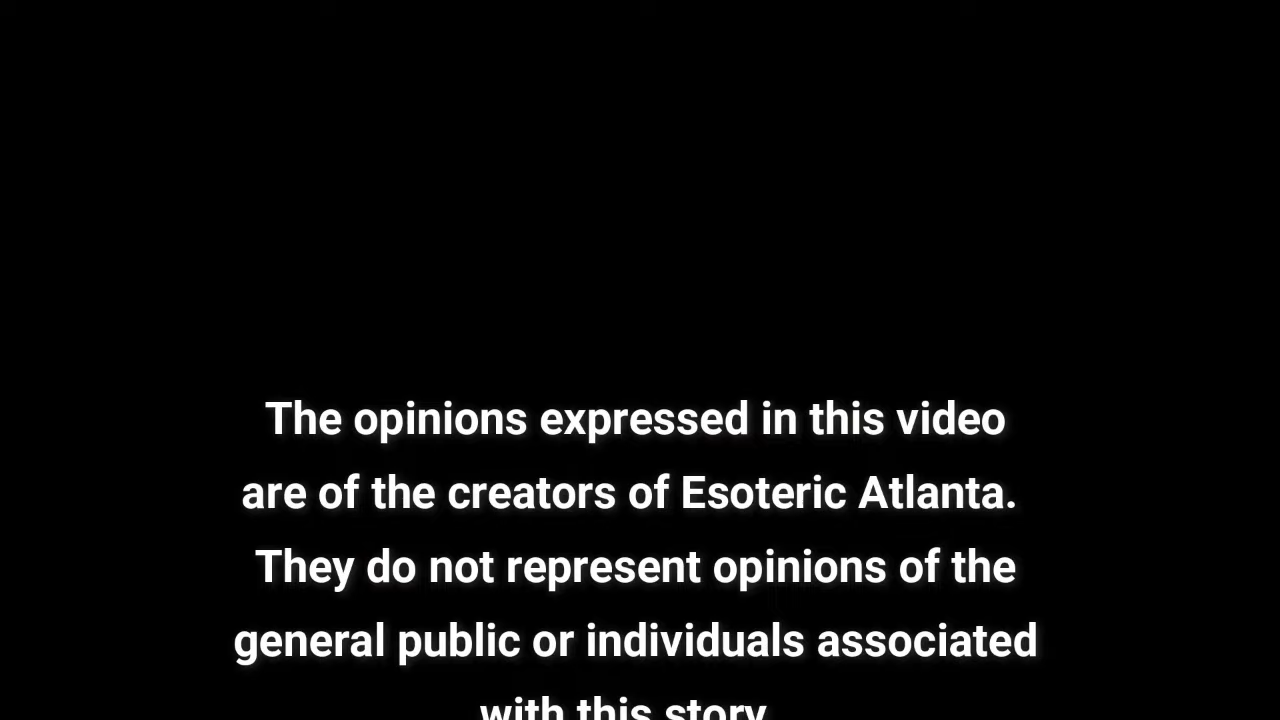 The opinions expressed in this video
are of the creators of Esoteric Atlanta.
They do not represent opinions of the
general public or individuals associated
with this story